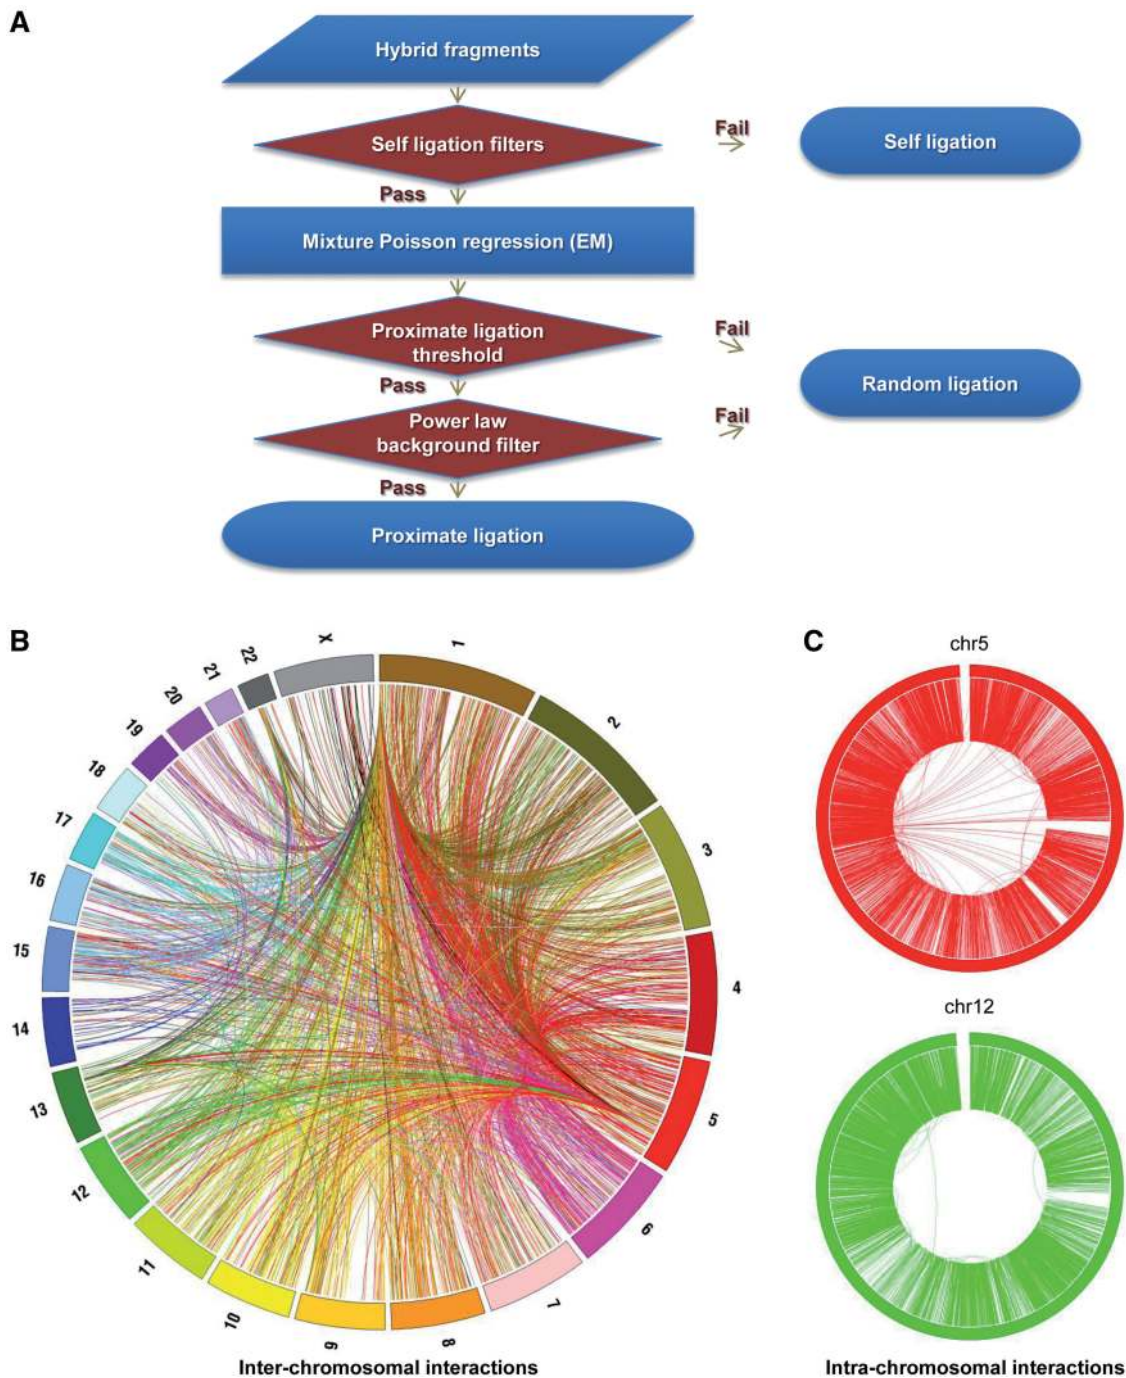 A
Hybrid fragments
Self ligation filters
Fail
Self ligation
Pass
Mixture Poisson regression (EM)
Proximate ligation
threshold
Fail
Pass
Random ligation
Power law
background filter
Fail
Pass
Proximate ligation
B
1
2
3
4
5
6
7
8
9
10
11
12
13
14
15
16
17
18
19
20
21
22
X
Inter-chromosomal interactions
C
chr5
chr12
Intra-chromosomal interactions